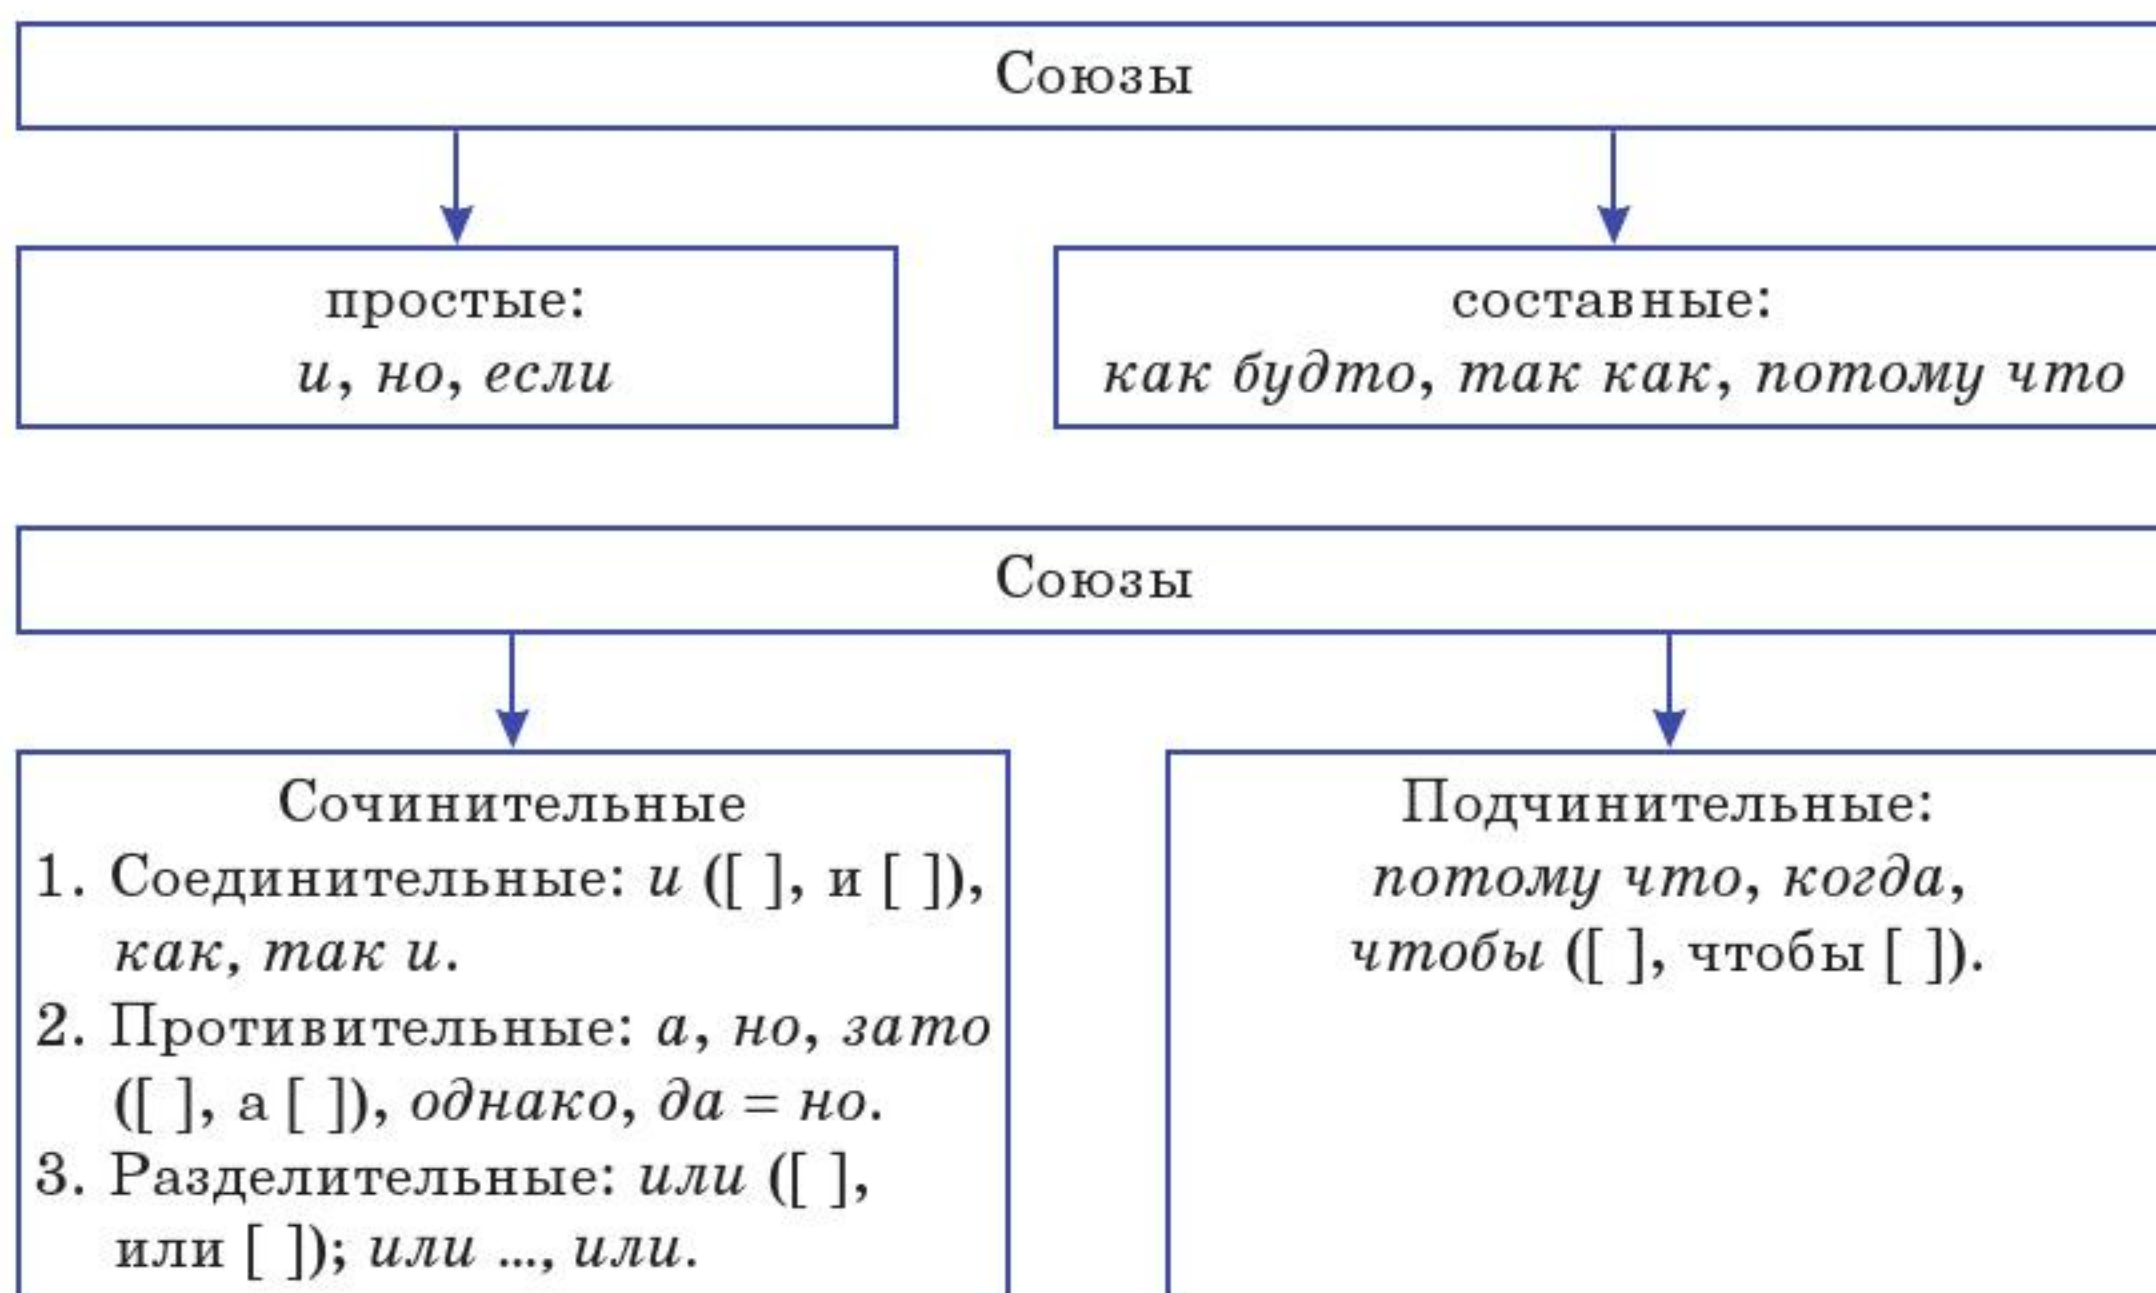 Союзы
простые:
и, но, если
составные:
как будто, так как, потому что
Союзы
Сочинительные
1. Соединительные: и ([ ], и [ ]),
как, так и.
2. Противительные: а, но, зато
([ ], а [ ]), однако, да = но.
3. Разделительные: или ([ ],
или [ ]); или ..., или.
Подчинительные:
потому что, когда,
чтобы ([ ], чтобы [ ]).